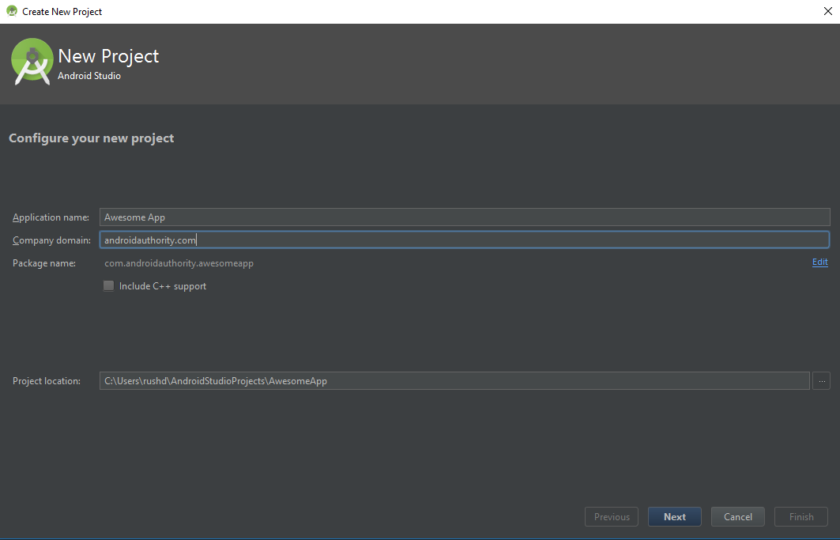 Create New Project
New Project
Android Studio
Configure your new project
Application name: Awesome App
Company domain: androidauthority.com
Package name: com.androidauthority.awesomeapp Edit
Include C++ support
Project location: C:\Users\rushd\AndroidStudioProjects\AwesomeApp ...
Previous Next Cancel Finish